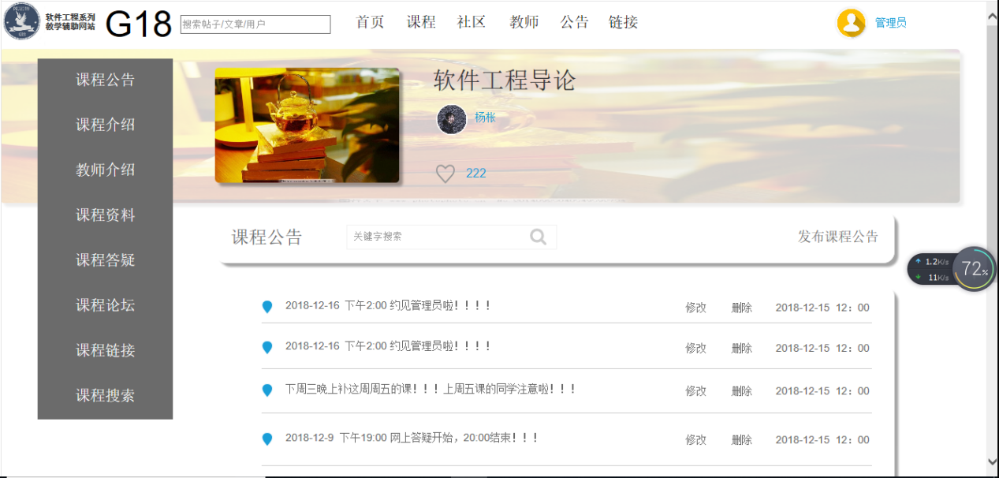 软件工程系列
教学辅助网站
G18
搜索帖子/文章/用户
首页 课程 社区 教师 公告 链接
管理员
课程公告
课程介绍
教师介绍
课程资料
课程答疑
课程论坛
课程链接
课程搜索
软件工程导论
杨枨
222
课程公告
关键字搜索
发布课程公告
2018-12-16 下午2:00 约见管理员啦！！！！ 修改 删除 2018-12-15 12：00
2018-12-16 下午2:00 约见管理员啦！！！！ 修改 删除 2018-12-15 12：00
下周三晚上补这周周五的课！！！上周五课的同学注意啦！！！ 修改 删除 2018-12-15 12：00
2018-12-9 下午19:00 网上答疑开始，20:00结束！！！ 修改 删除 2018-12-15 12：00
1.2K/s
11K/s
72%